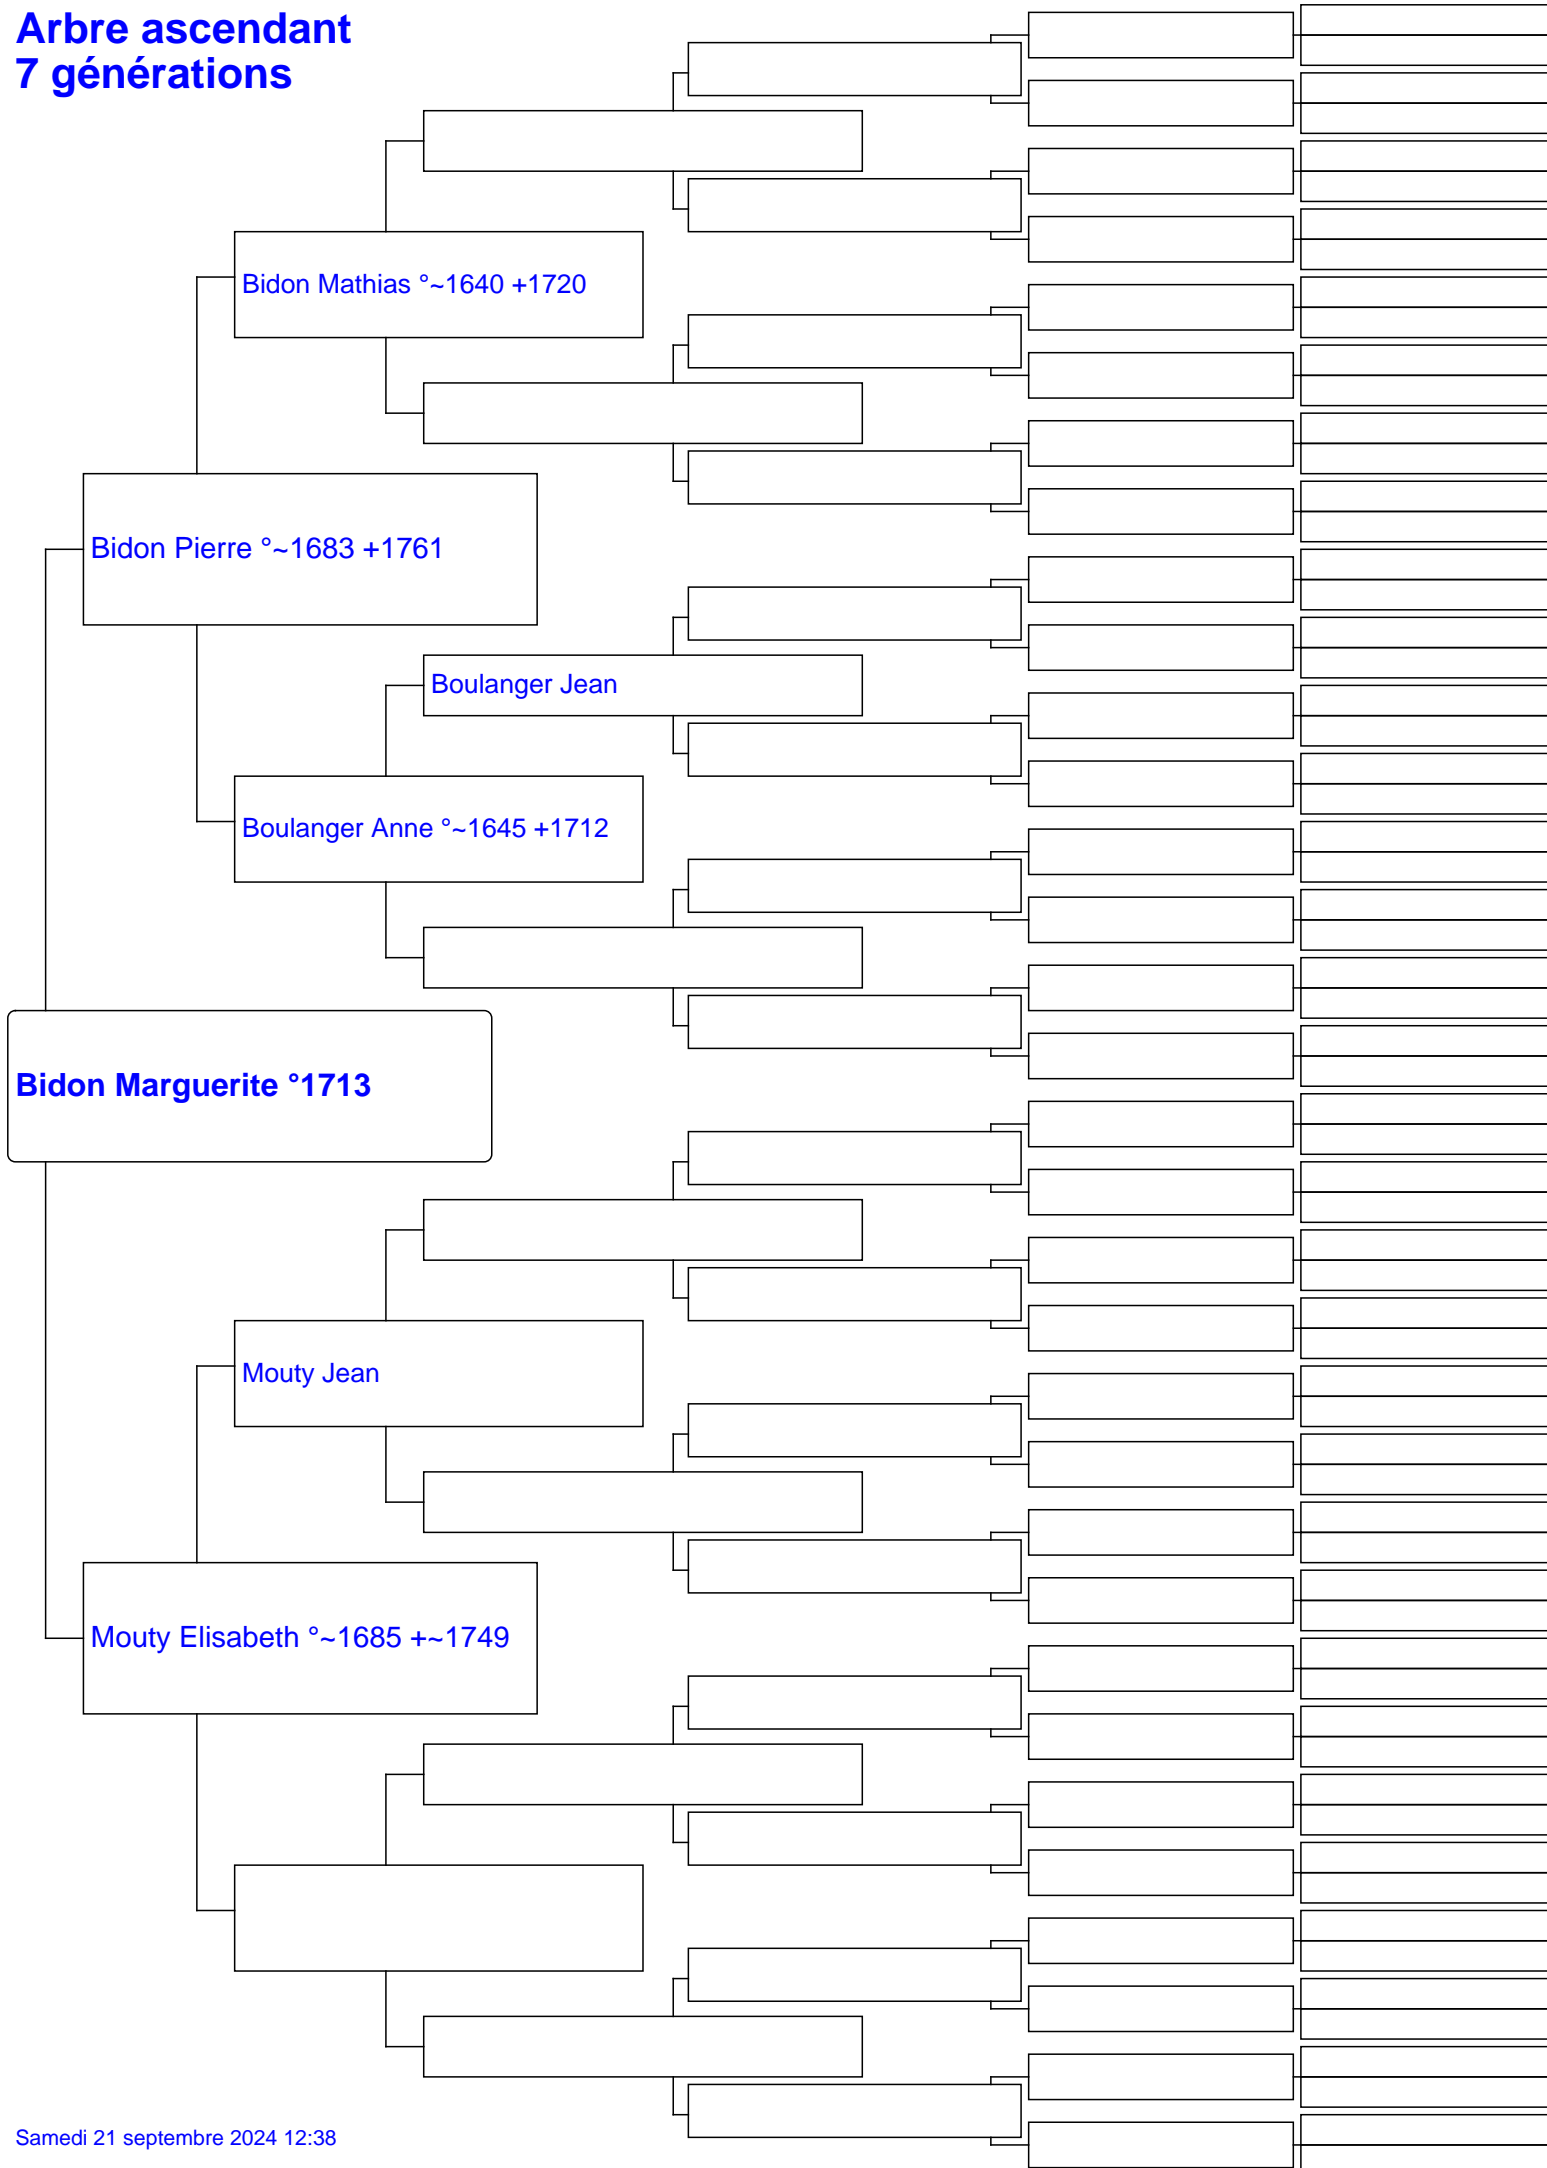 Arbre ascendant
7 générations
Bidon Mathias °~1640 +1720
Bidon Pierre °~1683 +1761
Boulanger Jean
Boulanger Anne °~1645 +1712
Bidon Marguerite °1713
Mouty Jean
Mouty Elisabeth °~1685 +~1749
Samedi 21 septembre 2024 12:38